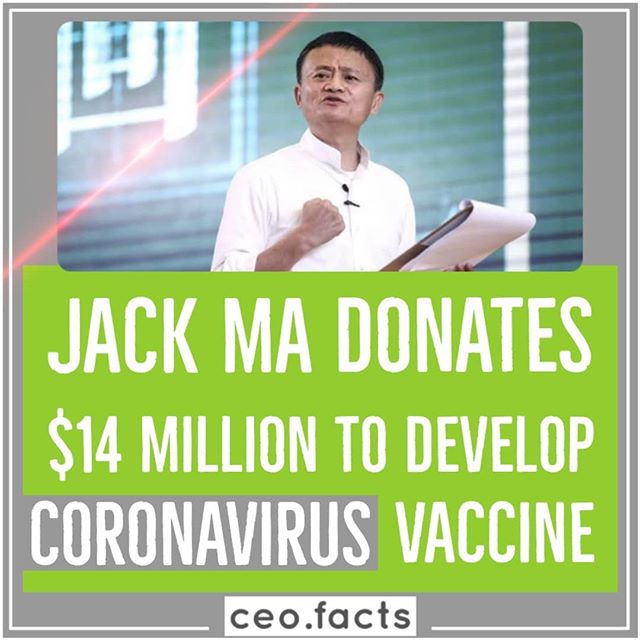 JACK MA DONATES
$14 MILLION TO DEVELOP
CORONAVIRUS VACCINE
ceo.facts